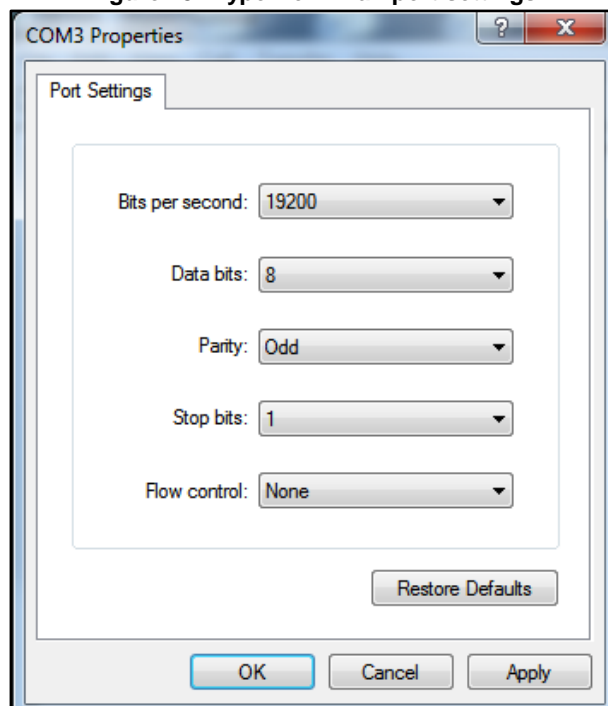 COM3 Properties
Port Settings
Bits per second: 19200
Data bits: 8
Parity: Odd
Stop bits: 1
Flow control: None
Restore Defaults
OK Cancel Apply